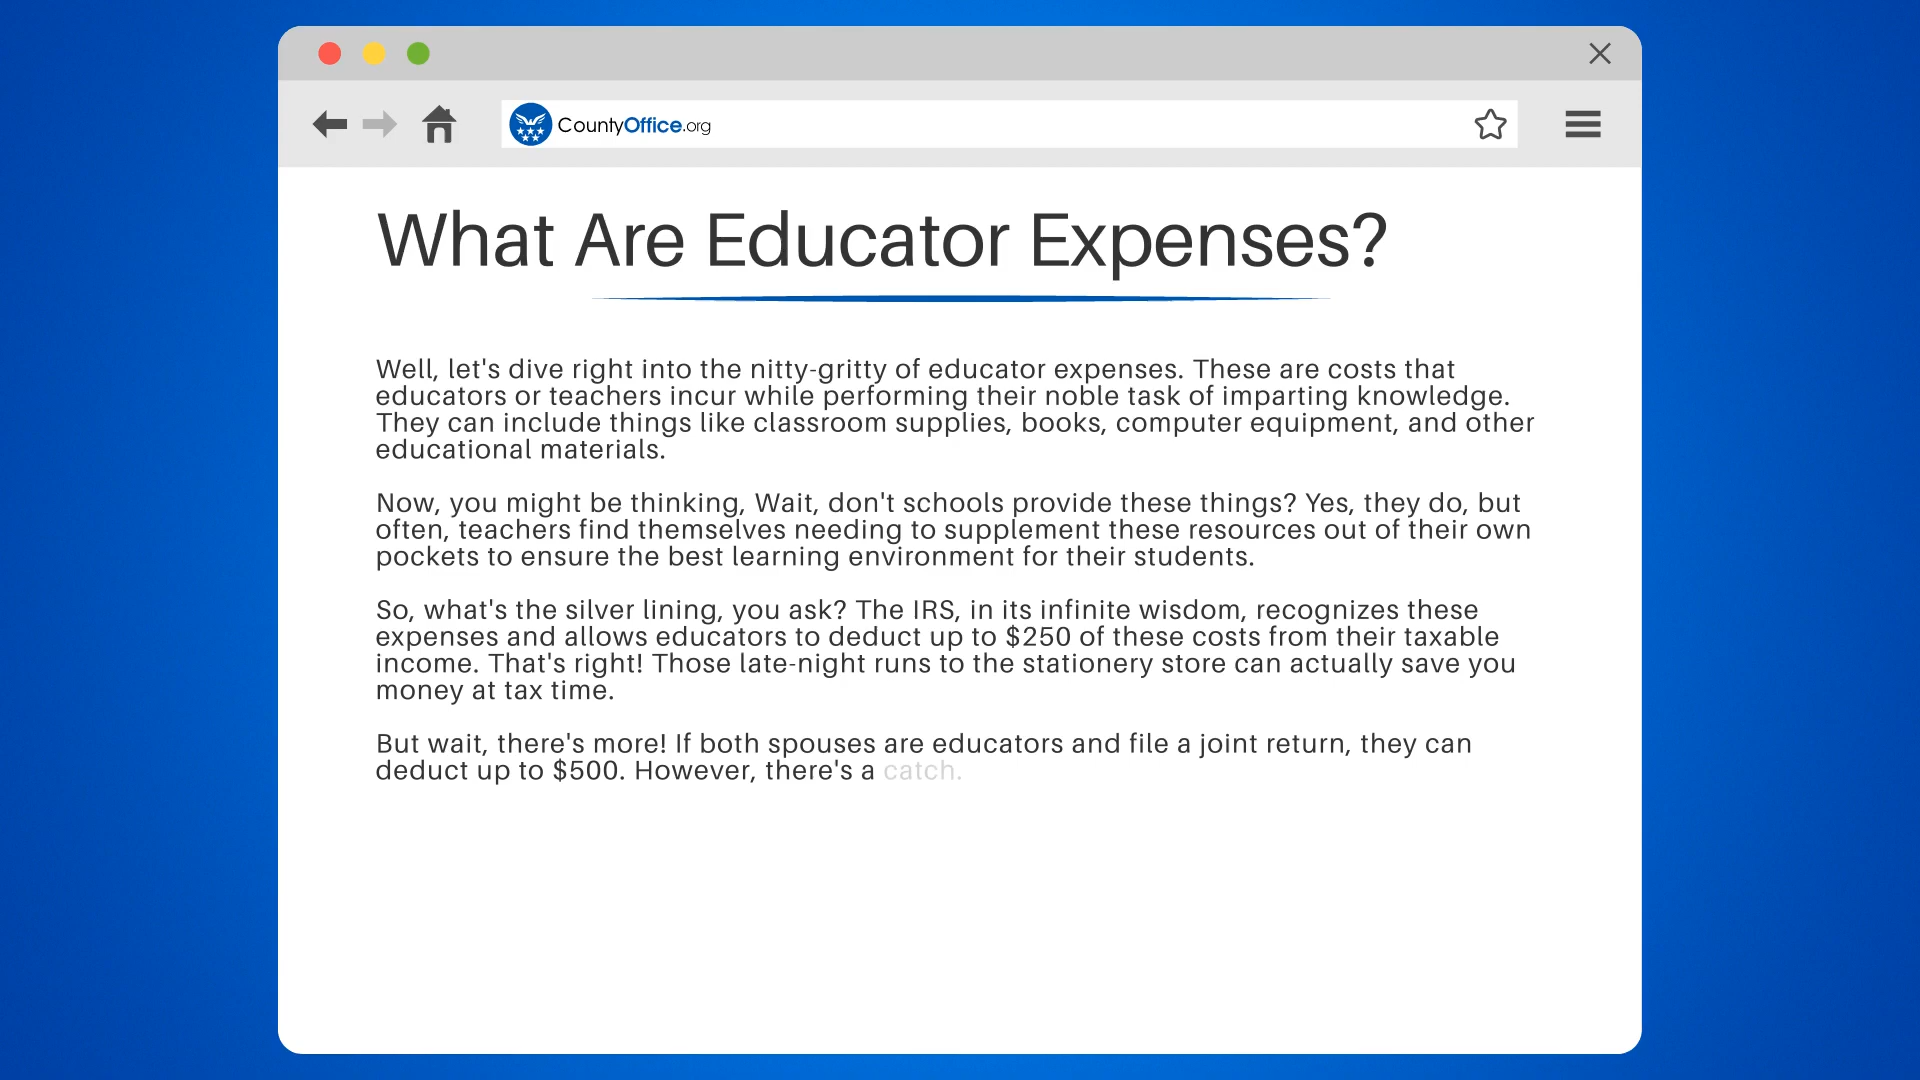 CountyOffice.org
What Are Educator Expenses?
Well, let's dive right into the nitty-gritty of educator expenses. These are costs that
educators or teachers incur while performing their noble task of imparting knowledge.
They can include things like classroom supplies, books, computer equipment, and other
educational materials.
Now, you might be thinking, Wait, don't schools provide these things? Yes, they do, but
often, teachers find themselves needing to supplement these resources out of their own
pockets to ensure the best learning environment for their students.
So, what's the silver lining, you ask? The IRS, in its infinite wisdom, recognizes these
expenses and allows educators to deduct up to $250 of these costs from their taxable
income. That's right! Those late-night runs to the stationery store can actually save you
money at tax time.
But wait, there's more! If both spouses are educators and file a joint return, they can
deduct up to $500. However, there's a catch.